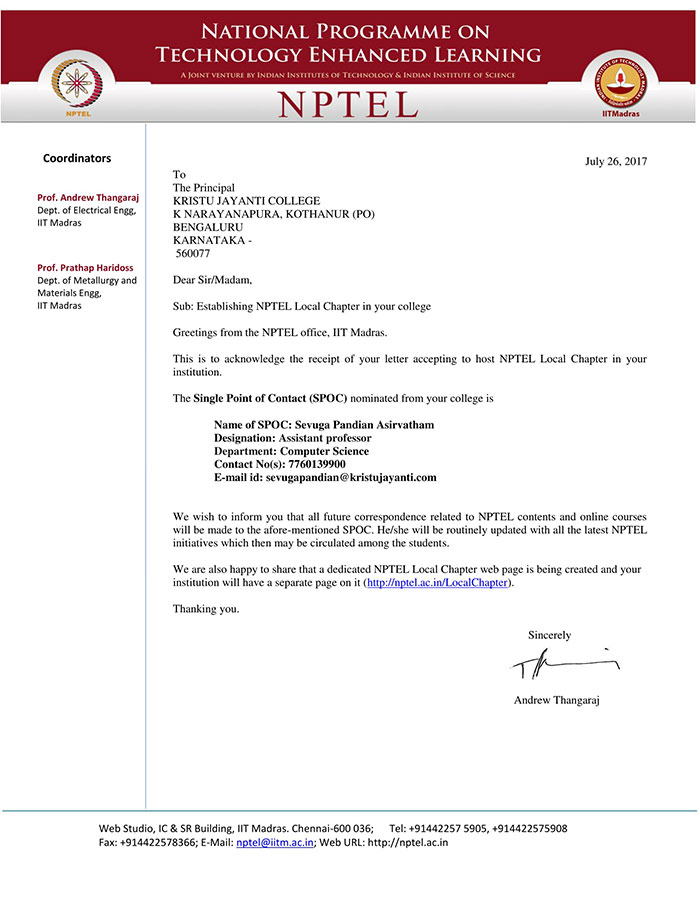 NATIONAL PROGRAMME ON
TECHNOLOGY ENHANCED LEARNING
A JOINT VENTURE BY INDIAN INSTITUTES OF TECHNOLOGY & INDIAN INSTITUTE OF SCIENCE
NPTEL
NPTEL
IITMadras
Coordinators
Prof. Andrew Thangaraj
Dept. of Electrical Engg,
IIT Madras
Prof. Prathap Haridoss
Dept. of Metallurgy and
Materials Engg,
IIT Madras
July 26, 2017
To
The Principal
KRISTU JAYANTI COLLEGE
K NARAYANAPURA, KOTHANUR (PO)
BENGALURU
KARNATAKA -
560077
Dear Sir/Madam,
Sub: Establishing NPTEL Local Chapter in your college
Greetings from the NPTEL office, IIT Madras.
This is to acknowledge the receipt of your letter accepting to host NPTEL Local Chapter in your
institution.
The Single Point of Contact (SPOC) nominated from your college is
Name of SPOC: Sevuga Pandian Asirvatham
Designation: Assistant professor
Department: Computer Science
Contact No(s): 7760139900
E-mail id: sevugapandian@kristujayanti.com
We wish to inform you that all future correspondence related to NPTEL contents and online courses
will be made to the afore-mentioned SPOC. He/she will be routinely updated with all the latest NPTEL
initiatives which then may be circulated among the students.
We are also happy to share that a dedicated NPTEL Local Chapter web page is being created and your
institution will have a separate page on it (http://nptel.ac.in/LocalChapter).
Thanking you.
Sincerely
Andrew Thangaraj
Web Studio, IC & SR Building, IIT Madras. Chennai-600 036; Tel: +91442257 5905, +914422575908
Fax: +914422578366; E-Mail: nptel@iitm.ac.in; Web URL: http://nptel.ac.in